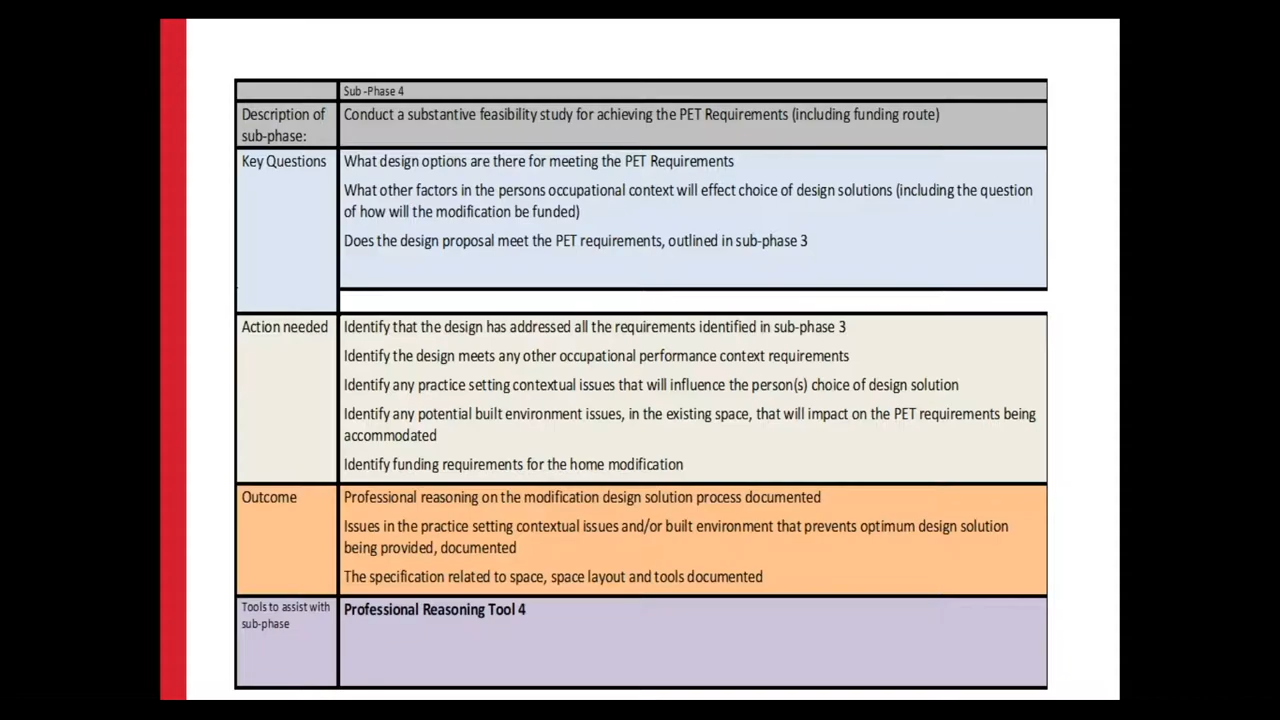 Sub -Phase 4
Description of
sub-phase:
Conduct a substantive feasibility study for achieving the PET Requirements (including funding route)
Key Questions
What design options are there for meeting the PET Requirements
What other factors in the persons occupational context will effect choice of design solutions (including the question
of how will the modification be funded)
Does the design proposal meet the PET requirements, outlined in sub-phase 3
Action needed
Identify that the design has addressed all the requirements identified in sub-phase 3
Identify the design meets any other occupational performance context requirements
Identify any practice setting contextual issues that will influence the person(s) choice of design solution
Identify any potential built environment issues, in the existing space, that will impact on the PET requirements being
accommodated
Identify funding requirements for the home modification
Outcome
Professional reasoning on the modification design solution process documented
Issues in the practice setting contextual issues and/or built environment that prevents optimum design solution
being provided, documented
The specification related to space, space layout and tools documented
Tools to assist with
sub-phase
Professional Reasoning Tool 4